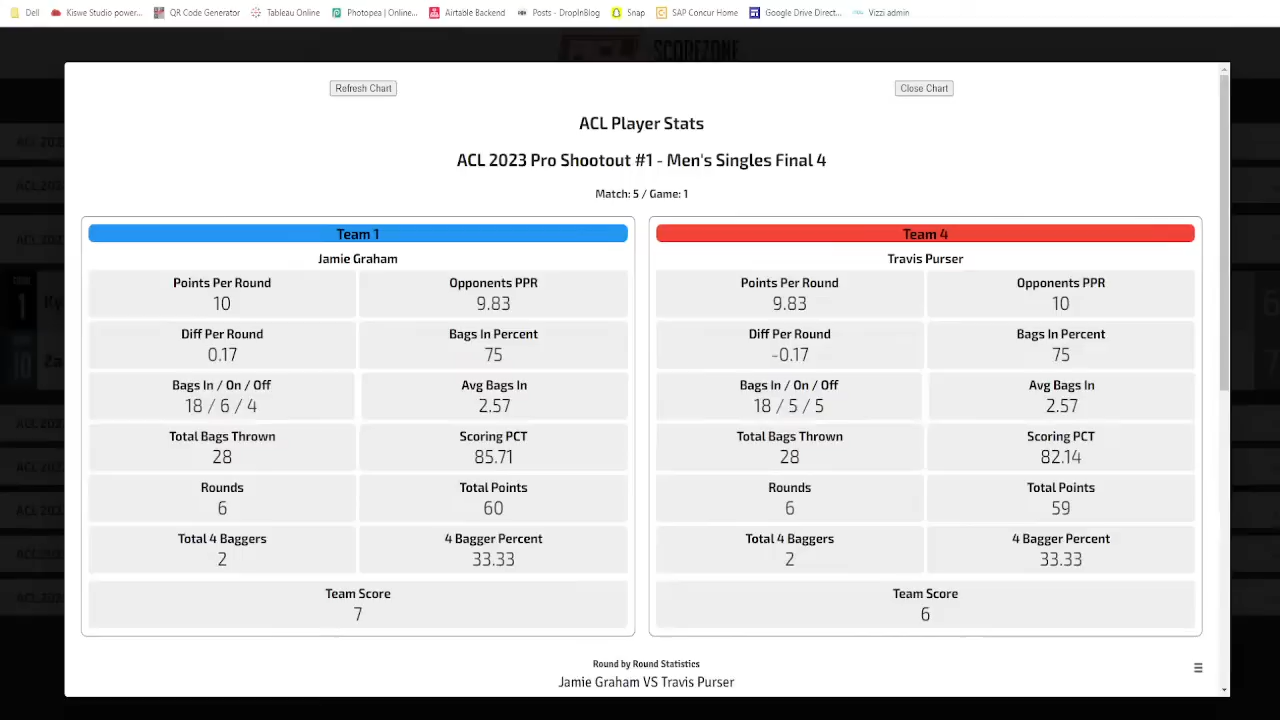 Dell Kiswe Studio power... QR Code Generator Tableau Online Photopea | Online... Airtable Backend Posts - DropInBlog Snap SAP Concur Home Google Drive Direct... Vizzi admin
SCOREZONE
Refresh Chart Close Chart
ACL Player Stats
ACL 2023 Pro Shootout #1 - Men's Singles Final 4
Match: 5 / Game: 1
Team 1
Jamie Graham
Points Per Round Opponents PPR
10 9.83
Diff Per Round Bags In Percent
0.17 75
Bags In / On / Off Avg Bags In
18 / 6 / 4 2.57
Total Bags Thrown Scoring PCT
28 85.71
Rounds Total Points
6 60
Total 4 Baggers 4 Bagger Percent
2 33.33
Team Score
7
Team 4
Travis Purser
Points Per Round Opponents PPR
9.83 10
Diff Per Round Bags In Percent
-0.17 75
Bags In / On / Off Avg Bags In
18 / 5 / 5 2.57
Total Bags Thrown Scoring PCT
28 82.14
Rounds Total Points
6 59
Total 4 Baggers 4 Bagger Percent
2 33.33
Team Score
6
Round by Round Statistics
Jamie Graham VS Travis Purser